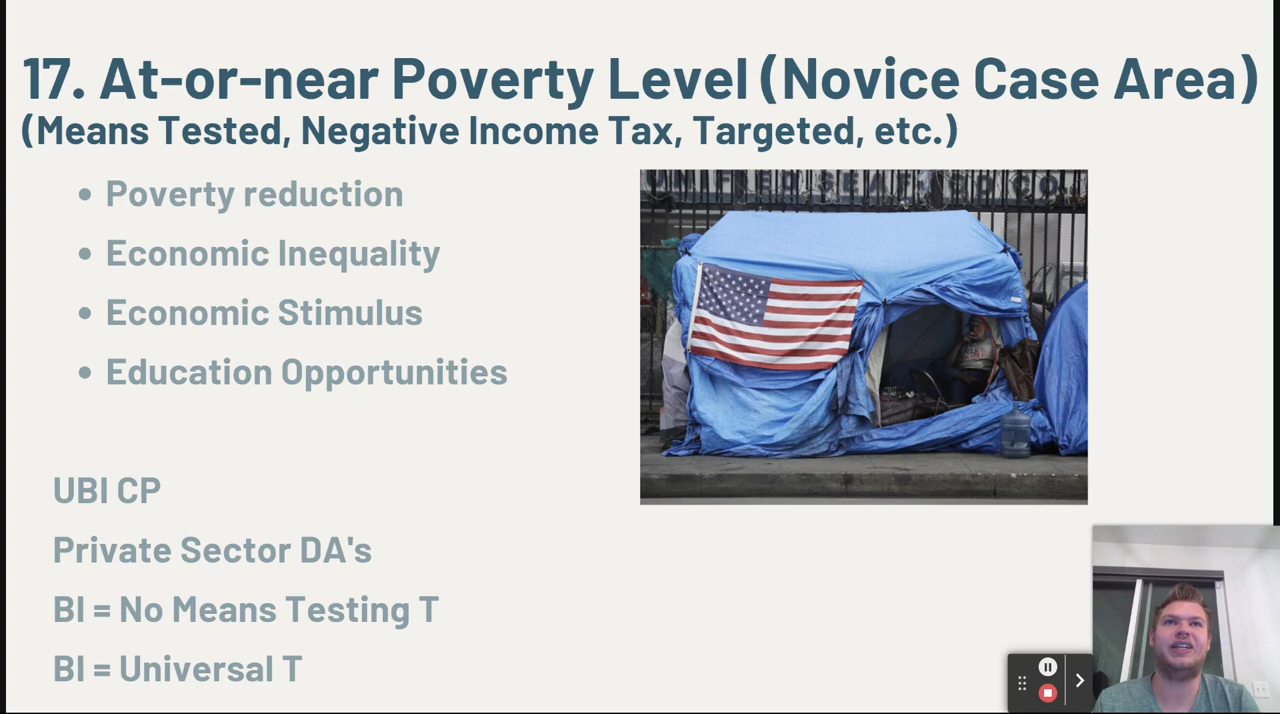 17. At-or-near Poverty Level (Novice Case Area)
(Means Tested, Negative Income Tax, Targeted, etc.)
• Poverty reduction
• Economic Inequality
• Economic Stimulus
• Education Opportunities
UBI CP
Private Sector DA's
BI = No Means Testing T
BI = Universal T